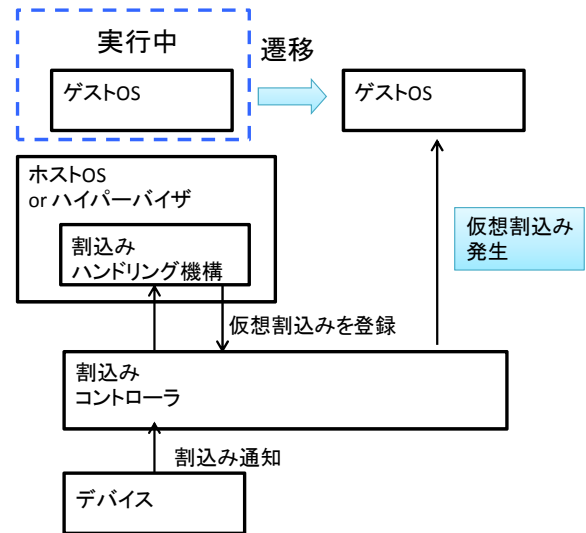 実行中
遷移
ゲストOS
ゲストOS
ホストOS
or ハイパーバイザ
割込み
ハンドリング機構
仮想割込み
発生
仮想割込みを登録
割込み
コントローラ
割込み通知
デバイス